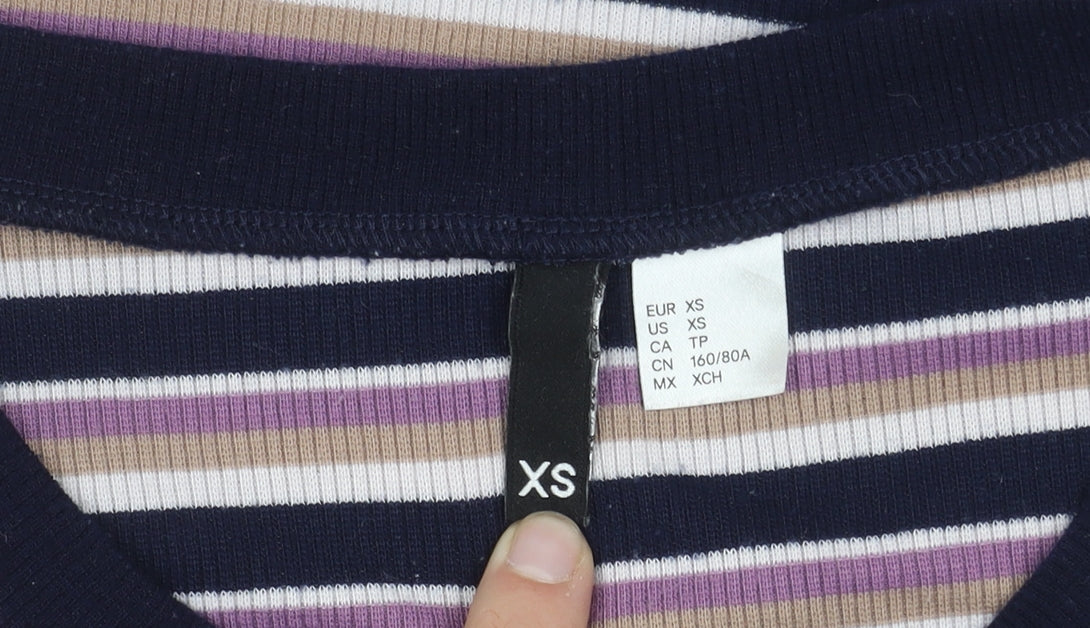 EUR XS
US XS
CA TP
CN 160/80A
MX XCH
XS